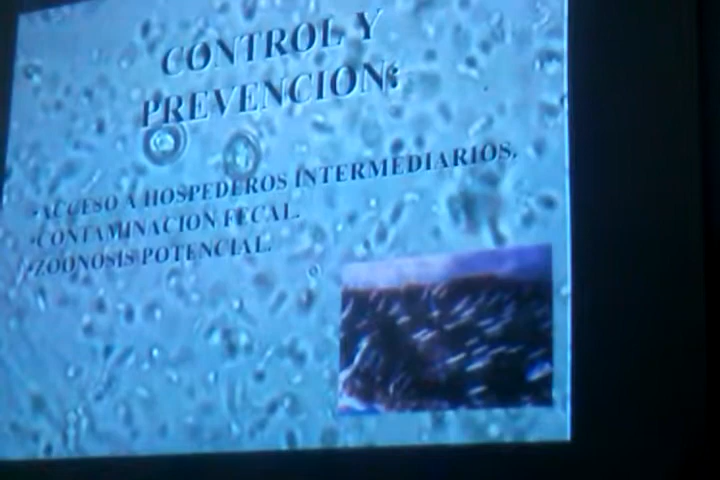 CONTROL Y
PREVENCION:
•ACCESO A HOSPEDEROS INTERMEDIARIOS.
•CONTAMINACION FECAL.
•ZOONOSIS POTENCIAL.